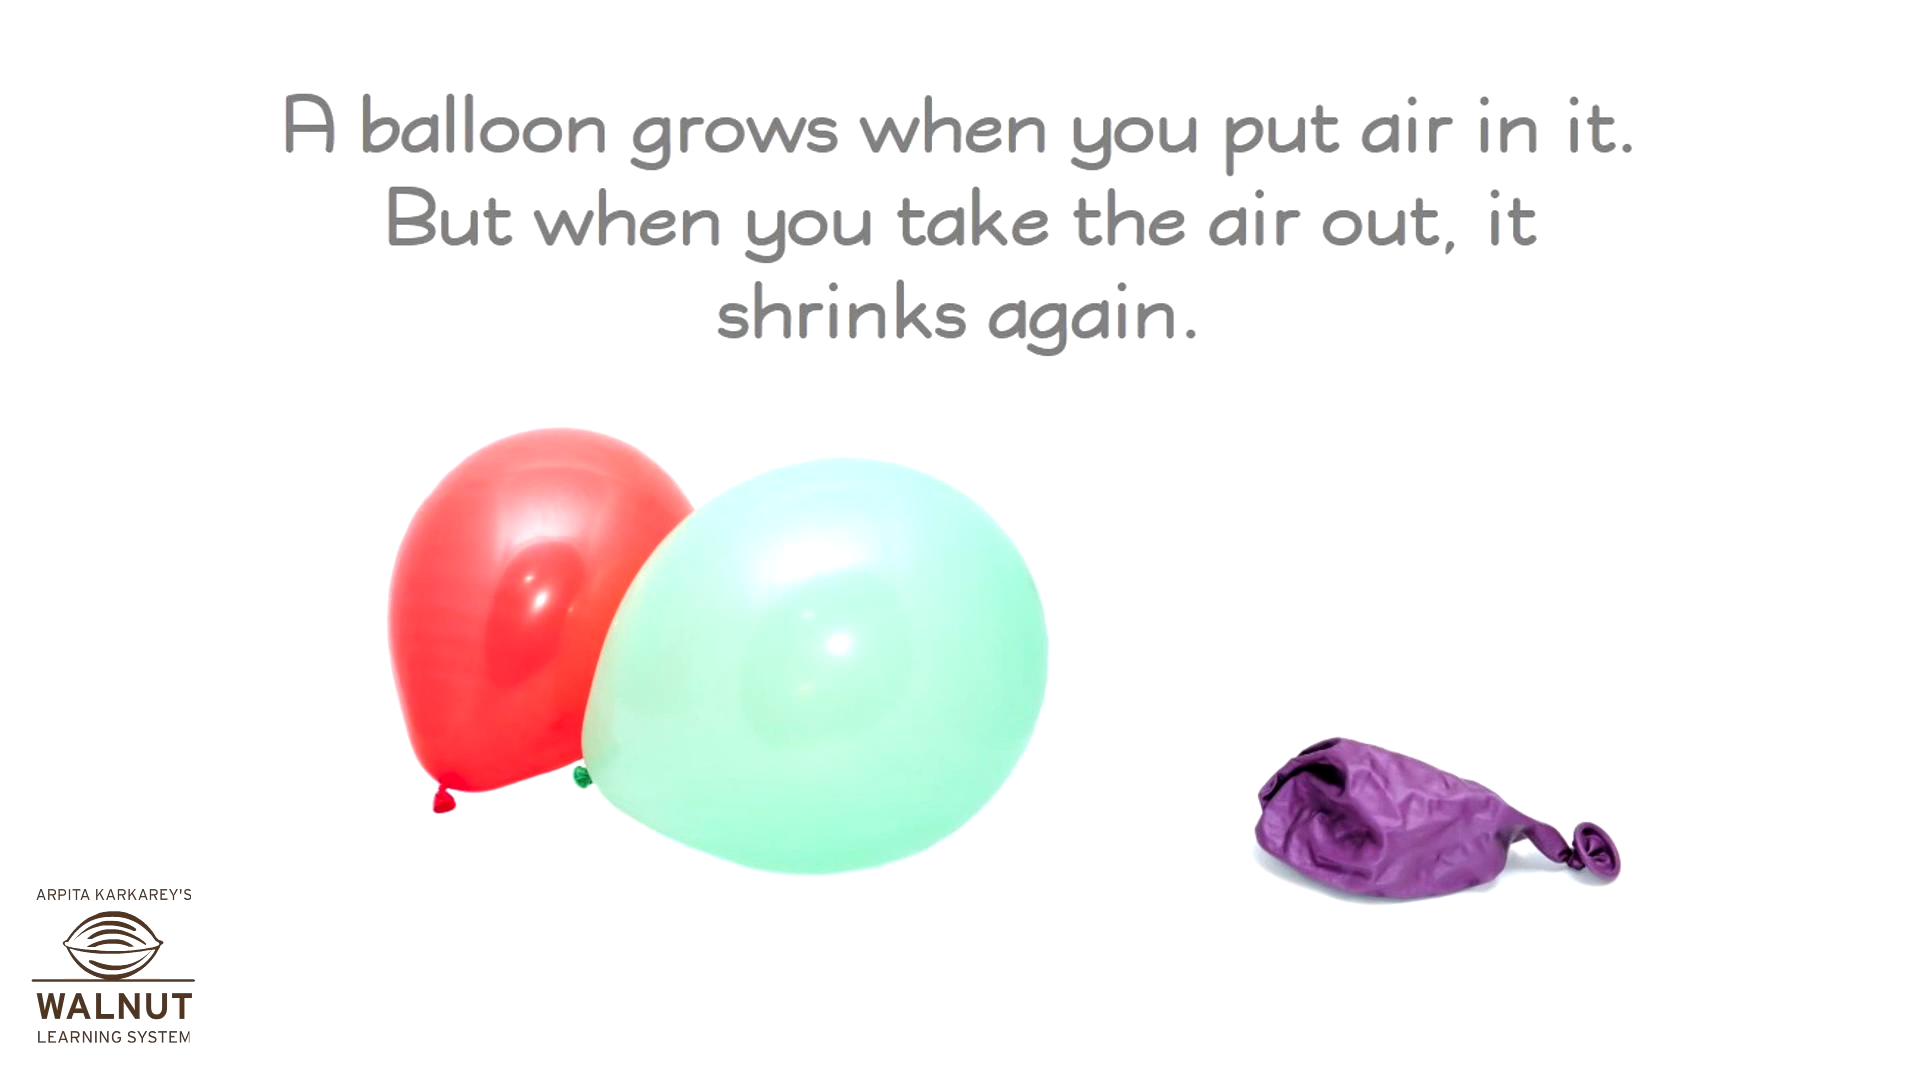 A balloon grows when you put air in it.
But when you take the air out, it
shrinks again.
ARPITA KARKAREY'S
WALNUT
LEARNING SYSTEM